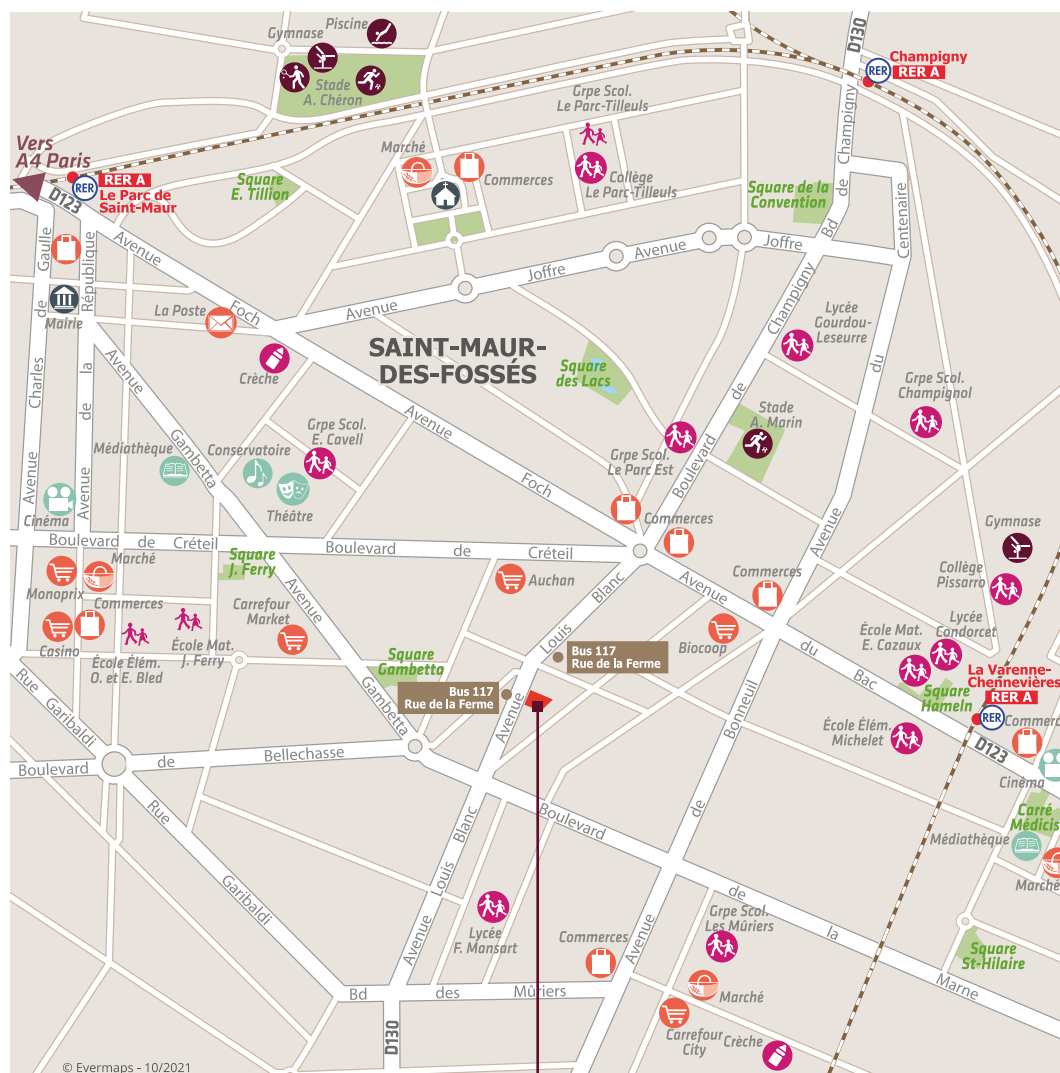 Piscine
Gymnase
Stade
A. Chéron
D130
Champigny
RER
RER A
Grpe Scol.
Le Parc-Tilleuls
Vers
A4 Paris
Marché
Commerces
Collège
Le Parc-Tilleuls
Bd de Champigny
RER
RER A
Le Parc de
Saint-Maur
Square
E. Tillion
Square de la
Convention
D123
Avenue Foch
Avenue Joffre
Avenue Joffre
Centenaire
Avenue Charles de Gaulle
Avenue de la République
Mairie
La Poste
Crèche
SAINT-MAUR-
DES-FOSSÉS
Square
des Lacs
Lycée
Gourdou-
Leseurre
Boulevard de Champigny
Avenue du
Grpe Scol.
Champignol
Stade
A. Marin
Grpe Scol.
Le Parc Est
Avenue Gambetta
Grpe Scol.
E. Cavell
Médiathèque
Conservatoire
Théâtre
Avenue Foch
Cinéma
Commerces
Gymnase
Boulevard de Créteil
Boulevard de Créteil
Marché
Square
J. Ferry
Monoprix
Auchan
Commerces
Collège
Pissarro
Commerces
Carrefour
Market
Casino
École Mat.
J. Ferry
École Élém.
O. et E. Bled
Avenue Gambetta
Avenue Louis Blanc
Avenue du Bac
Biocoop
Lycée
Condorcet
École Mat.
E. Cazaux
Bus 117
Rue de la Ferme
Square
Gambetta
Bus 117
Rue de la Ferme
La Varenne-
Chennevières
RER A
RER
Square
Hameln
Commerc
École Élém.
Michelet
D123
Cinéma
Rue Garibaldi
Boulevard de Bellechasse
Avenue de Bonneuil
Carré
Médicis
Médiathèque
Marché
Rue Garibaldi
Boulevard de la Marne
Avenue Louis Blanc
Lycée
F. Mansart
Commerces
Grpe Scol.
Les Mûriers
Square
St-Hilaire
Bd des Mûriers
Marché
D130
Carrefour
City
Crèche
© Evermaps - 10/2021